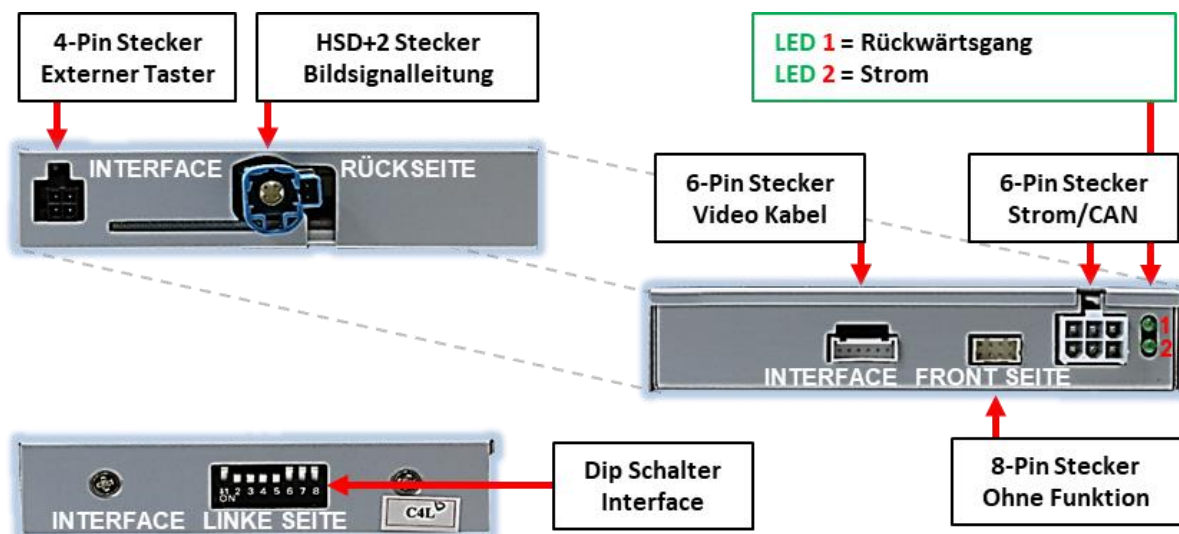 4-Pin Stecker
Externer Taster
HSD+2 Stecker
Bildsignalleitung
LED 1 = Rückwärtsgang
LED 2 = Strom
INTERFACE RÜCKSEITE
6-Pin Stecker
Video Kabel
6-Pin Stecker
Strom/CAN
1
2
INTERFACE FRONT SEITE
Dip Schalter
Interface
8-Pin Stecker
Ohne Funktion
2 3 4 5 6 7 8
ON
C4L
INTERFACE LINKE SEITE